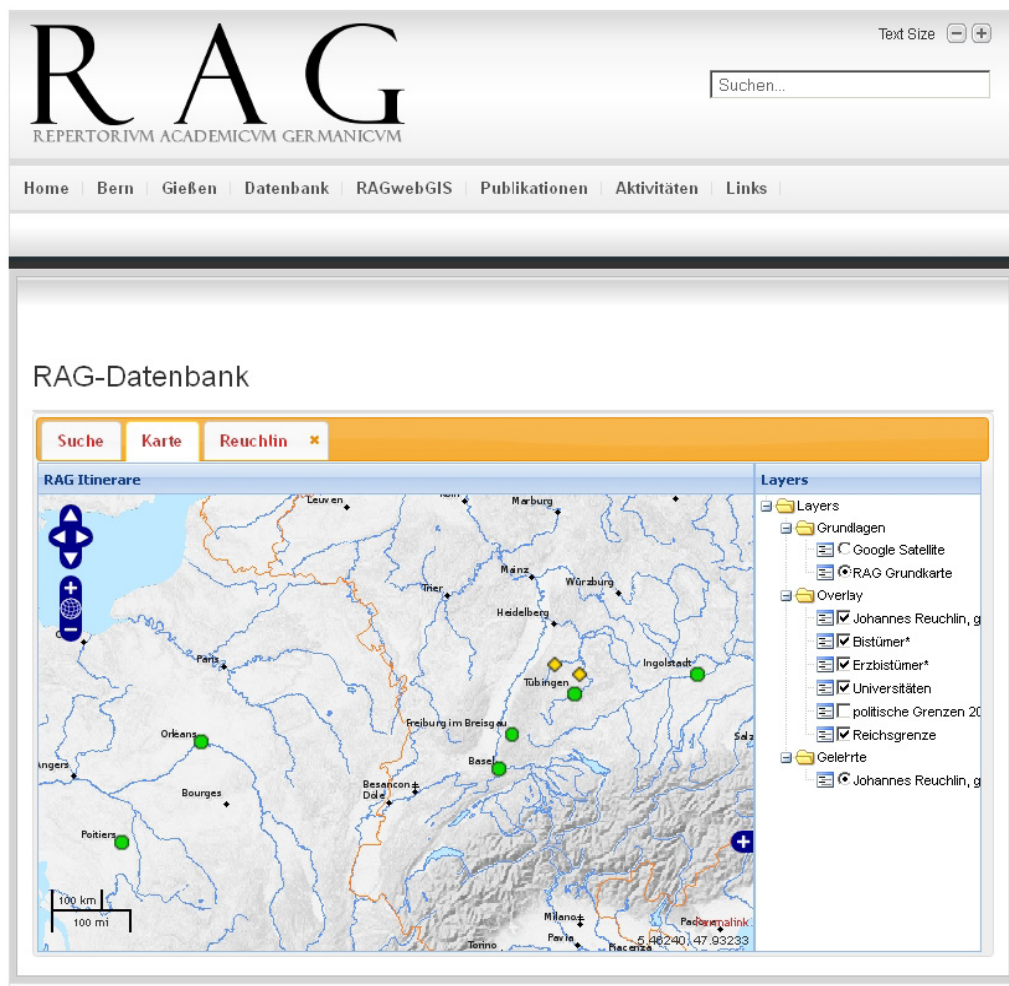 Text Size
RAG
REPERTORIVM ACADEMICVM GERMANICVM
Suchen...
Home Bern Gießen Datenbank RAGwebGIS Publikationen Aktivitäten Links
RAG-Datenbank
Suche Karte Reuchlin ×
RAG Itinerare
Layers
Leuven
Marburg
Mainz
Würzburg
Trier
Heidelberg
Paris
Ingolstadt
Tübingen
Freiburg im Breisgau
Orléans
Basel
Angers
Besançon
Dole
Bourges
Poitiers
100 km
100 mi
Milano
Permalink
Pavia
5.46240, 47.93233
Torino
Piacenza
Layers
Grundlagen
Google Satellite
RAG Grundkarte
Overlay
Johannes Reuchlin, g
Bistümer*
Erzbistümer*
Universitäten
politische Grenzen 20
Reichsgrenze
Gelehrte
Johannes Reuchlin, g